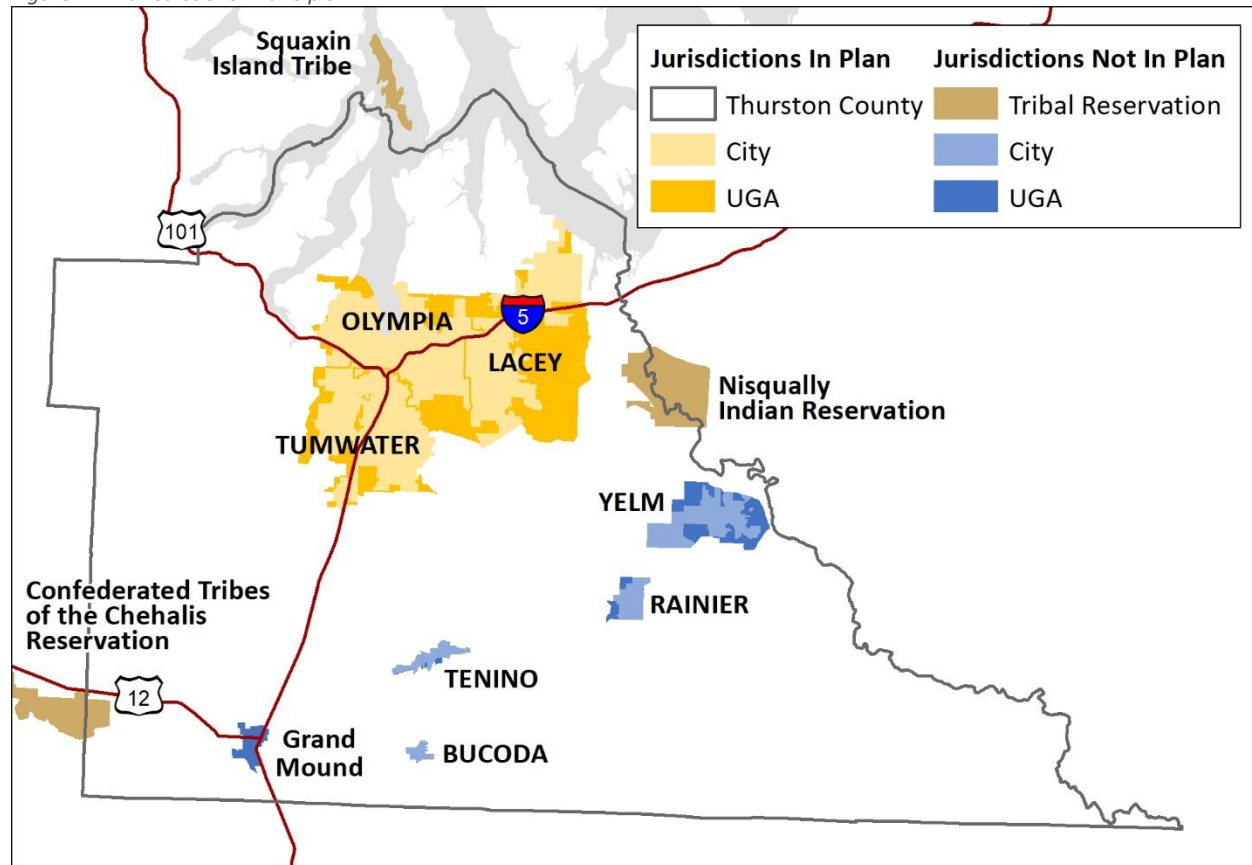 Squaxin
Island Tribe
Jurisdictions In Plan
Thurston County
City
UGA
Jurisdictions Not In Plan
Tribal Reservation
City
UGA
101
OLYMPIA
5
LACEY
TUMWATER
Nisqually
Indian Reservation
YELM
Confederated Tribes
of the Chehalis
Reservation
RAINIER
12
TENINO
Grand
Mound
BUCODA